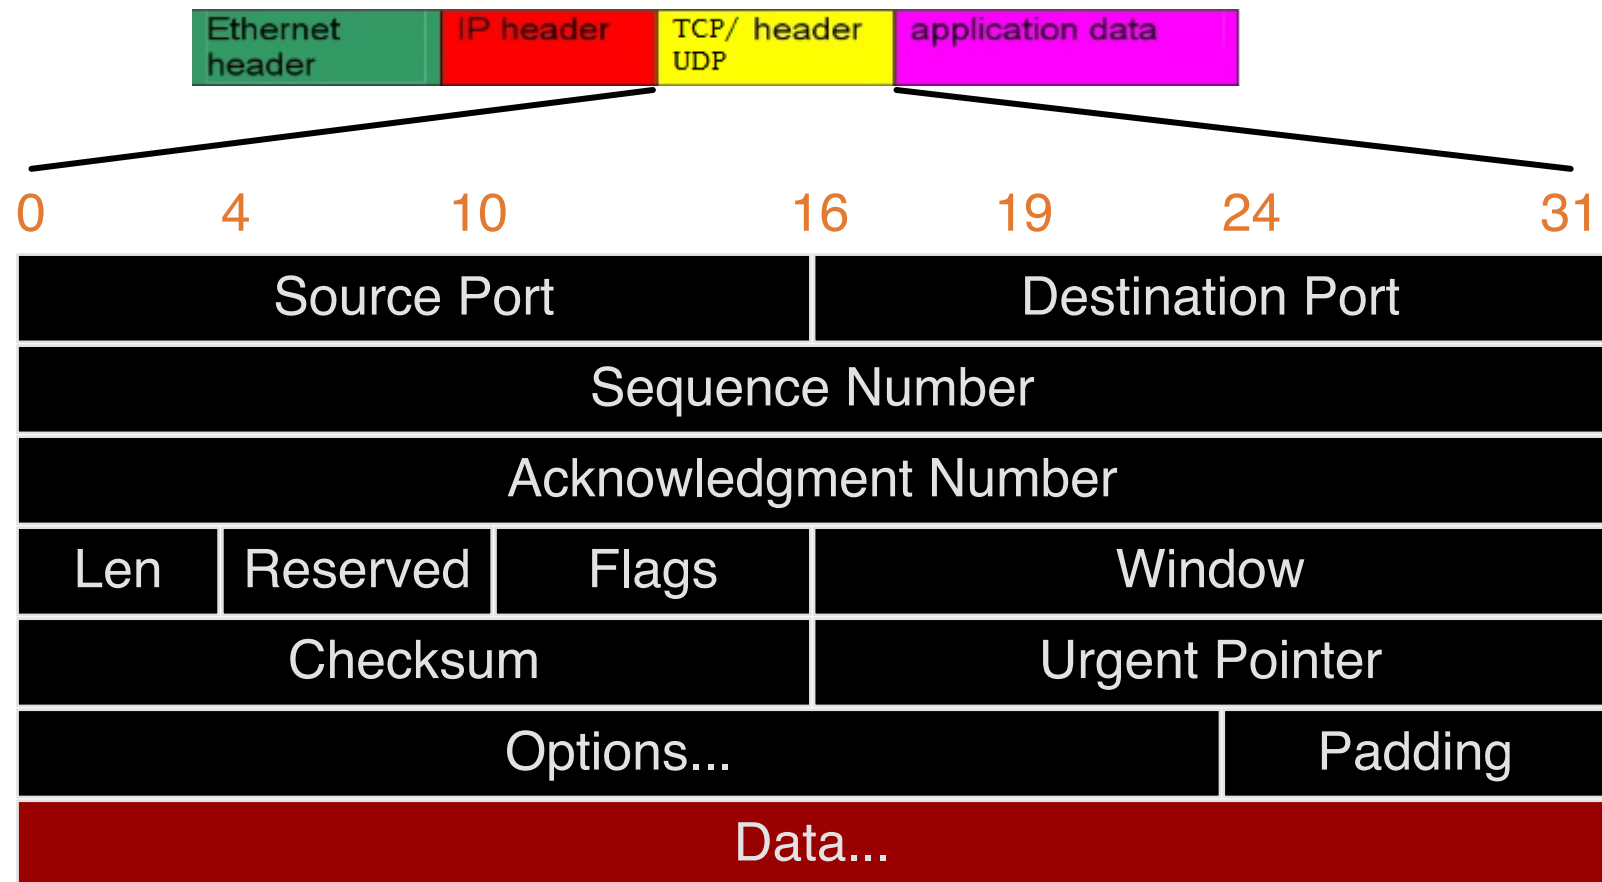 Ethernet header
IP header
TCP/ header
UDP
application data
0 4 10 16 19 24 31
Source Port Destination Port
Sequence Number
Acknowledgment Number
Len Reserved Flags Window
Checksum Urgent Pointer
Options... Padding
Data...